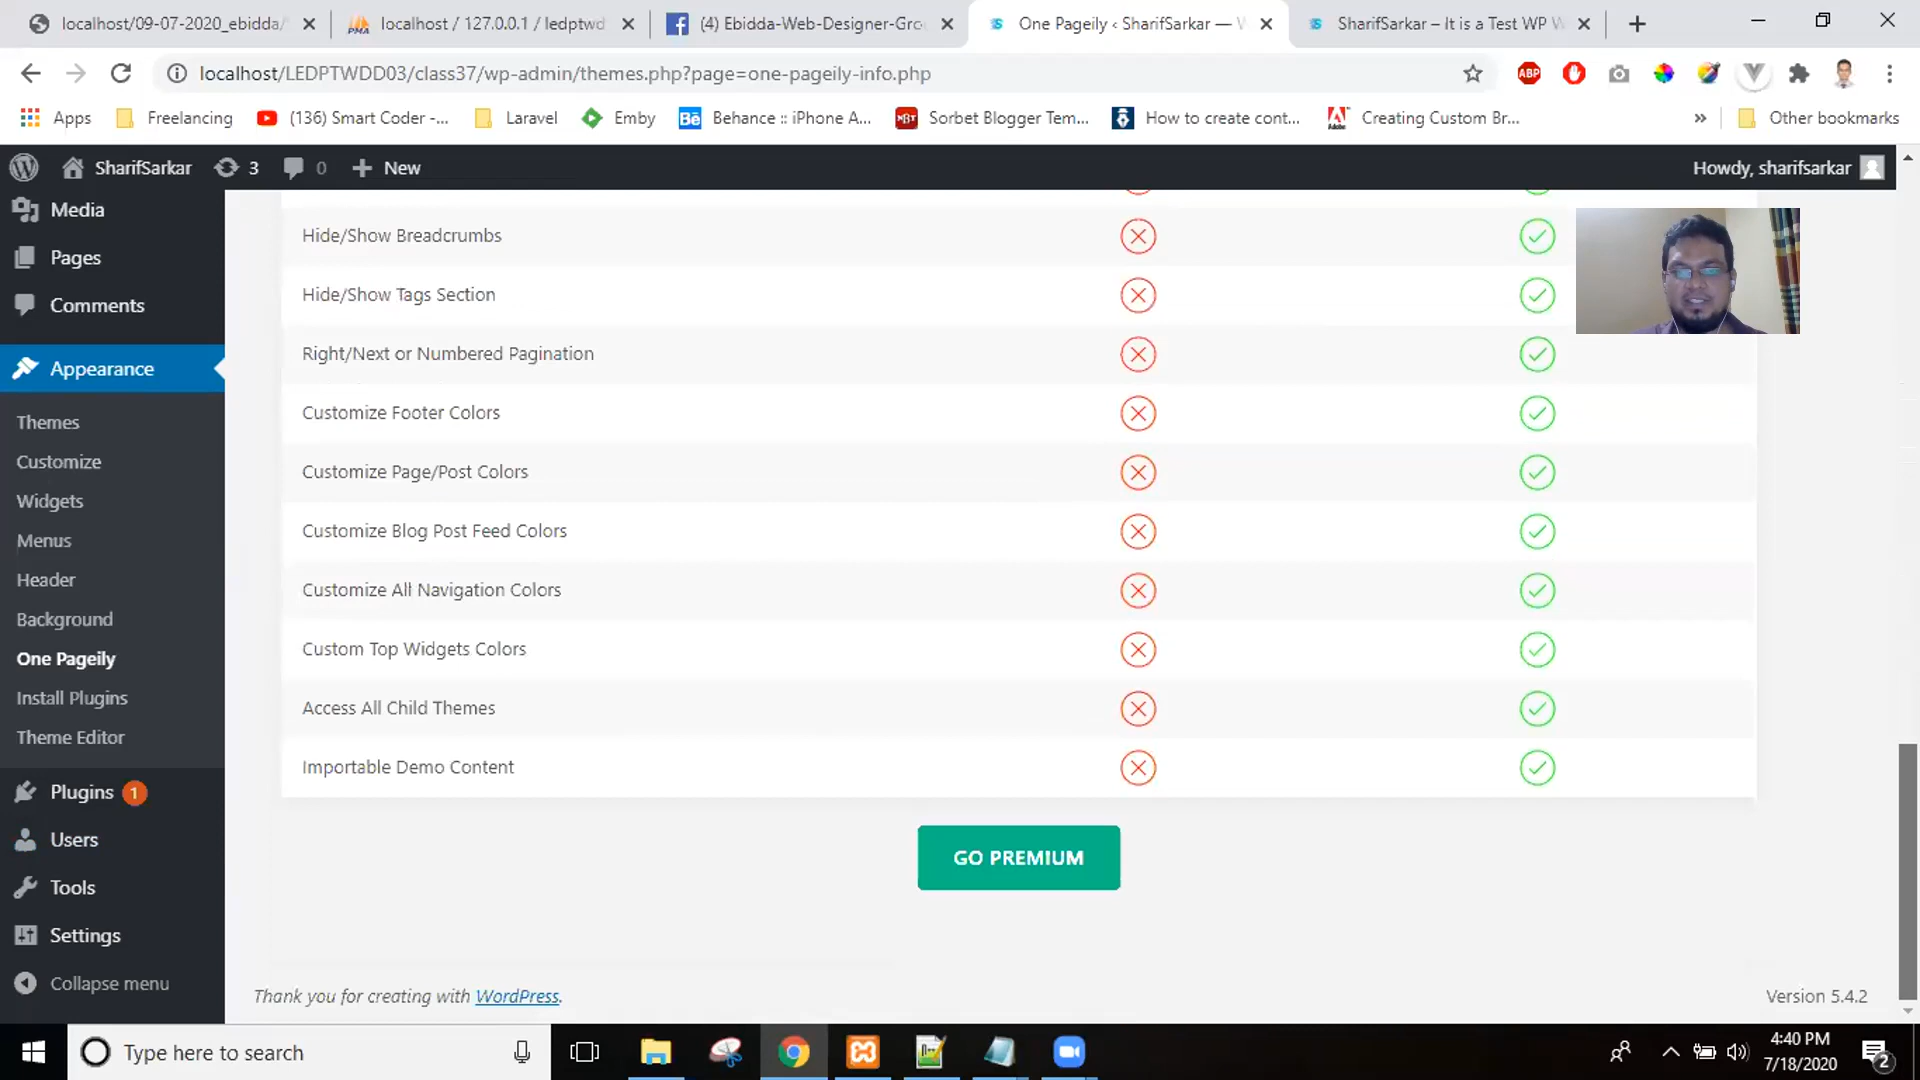 localhost/09-07-2020_ebidda/
localhost / 127.0.0.1 / ledptwd
(4) Ebidda-Web-Designer-Gro
One Pageily ‹ SharifSarkar — W
SharifSarkar – It is a Test WP W
localhost/LEDPTWDD03/class37/wp-admin/themes.php?page=one-pageily-info.php
ABP
Apps
Freelancing
(136) Smart Coder -...
Laravel
Emby
Behance :: iPhone A...
Sorbet Blogger Tem...
How to create cont...
Creating Custom Br...
»
Other bookmarks
SharifSarkar
3
0
New
Howdy, sharifsarkar
Media
Pages
Comments
Appearance
Themes
Customize
Widgets
Menus
Header
Background
One Pageily
Install Plugins
Theme Editor
Plugins 1
Users
Tools
Settings
Collapse menu
Hide/Show Breadcrumbs
Hide/Show Tags Section
Right/Next or Numbered Pagination
Customize Footer Colors
Customize Page/Post Colors
Customize Blog Post Feed Colors
Customize All Navigation Colors
Custom Top Widgets Colors
Access All Child Themes
Importable Demo Content
GO PREMIUM
Thank you for creating with WordPress.
Version 5.4.2
Type here to search
4:40 PM
7/18/2020
2